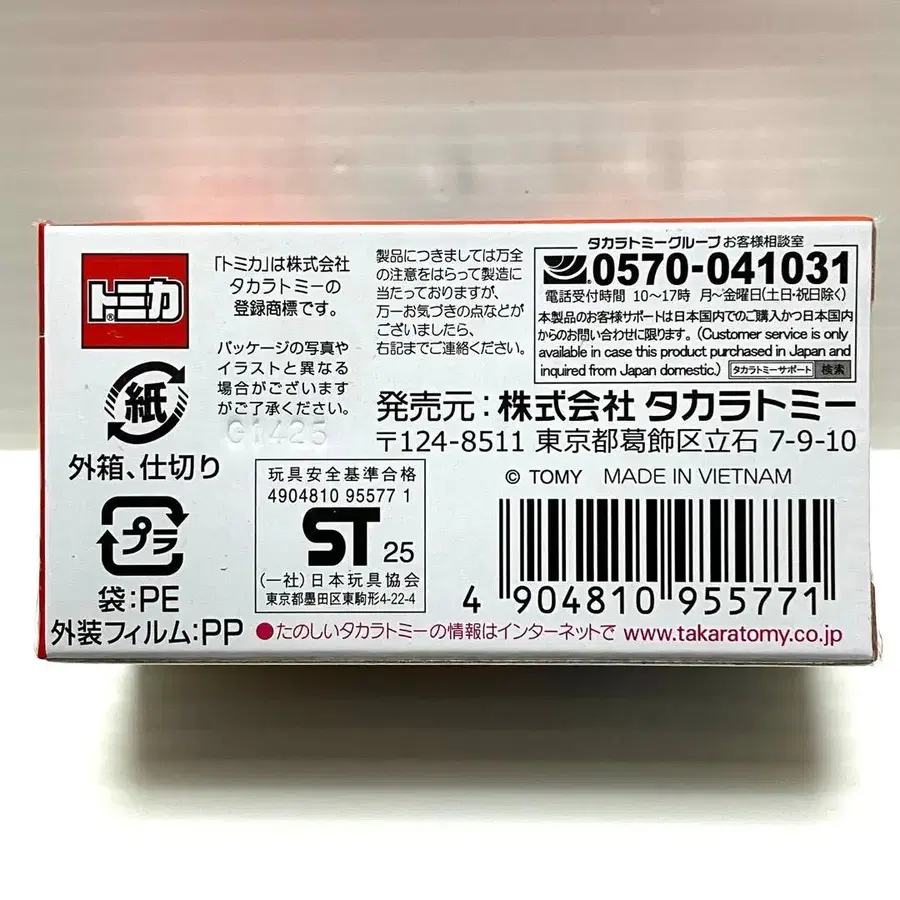 トミカ®
「トミカ」は株式会社
タカラトミーの
登録商標です。
パッケージの写真や
イラストと異なる
場合がございます
がご了承ください。
G1425
製品につきましては万全
の注意をはらって製造に
当たっておりますが、
万一お気づきの点などが
ございましたら、
右記までご連絡ください。
タカラトミーグループ お客様相談室
0570-041031
電話受付時間 10〜17時 月〜金曜日(土日・祝日除く)
本製品のお客様サポートは日本国内でのご購入かつ日本国内
からのお問い合わせに限ります。(Customer service is only
available in case this product purchased in Japan and
inquired from Japan domestic.) タカラトミーサポート 検索
発売元:株式会社 タカラトミー
〒124-8511 東京都葛飾区立石 7-9-10
© TOMY MADE IN VIETNAM
紙
外箱、仕切り
プラ
袋:PE
外装フィルム:PP
玩具安全基準合格
4904810 95577 1
ST 25
(一社)日本玩具協会
東京都墨田区東駒形4-22-4
4 904810 955771
●たのしいタカラトミーの情報はインターネットで www.takaratomy.co.jp